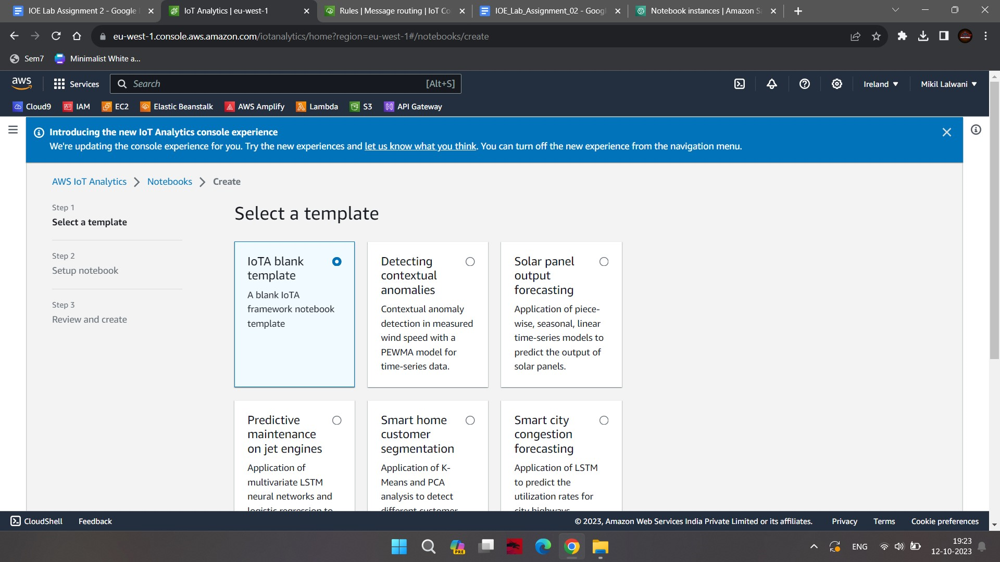 IOE Lab Assignment 2 - Google
IoT Analytics | eu-west-1
Rules | Message routing | IoT Co
IOE_Lab_Assignment_02 - Googl
Notebook instances | Amazon S
eu-west-1.console.aws.amazon.com/iotanalytics/home?region=eu-west-1#/notebooks/create
Sem7
Minimalist White a...
aws
Services
Search
[Alt+S]
Ireland
Mikil Lalwani
Cloud9
IAM
EC2
Elastic Beanstalk
AWS Amplify
Lambda
S3
API Gateway
Introducing the new IoT Analytics console experience
We're updating the console experience for you. Try the new experiences and let us know what you think. You can turn off the new experience from the navigation menu.
AWS IoT Analytics
Notebooks
Create
Step 1
Select a template
Step 2
Setup notebook
Step 3
Review and create
Select a template
IoTA blank
template
A blank IoTA
framework notebook
template
Detecting
contextual
anomalies
Contextual anomaly
detection in measured
wind speed with a
PEWMA model for
time-series data.
Solar panel
output
forecasting
Application of piece-
wise, seasonal, linear
time-series models to
predict the output of
solar panels.
Predictive
maintenance
on jet engines
Application of
multivariate LSTM
neural networks and
logistic regression to
Smart home
customer
segmentation
Application of K-
Means and PCA
analysis to detect
different customer
Smart city
congestion
forecasting
Application of LSTM
to predict the
utilization rates for
city highways.
CloudShell
Feedback
© 2023, Amazon Web Services India Private Limited or its affiliates.
Privacy
Terms
Cookie preferences
PRE
ENG
19:23
12-10-2023